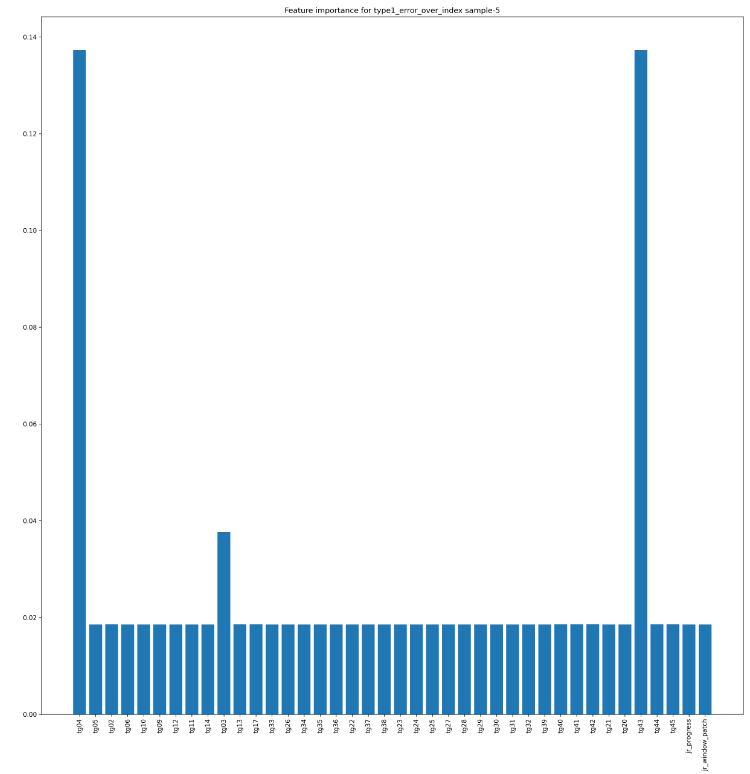 Feature importance for type1_error_over_index sample-5
0.14
0.12
0.10
0.08
0.06
0.04
0.02
0.00
tg04
tg05
tg02
tg06
tg10
tg09
tg12
tg11
tg14
tg03
tg13
tg17
tg33
tg26
tg34
tg35
tg36
tg22
tg37
tg38
tg23
tg24
tg25
tg27
tg28
tg29
tg30
tg31
tg32
tg39
tg40
tg41
tg42
tg21
tg20
tg43
tg44
tg45
jr_progress
jr_window_patch